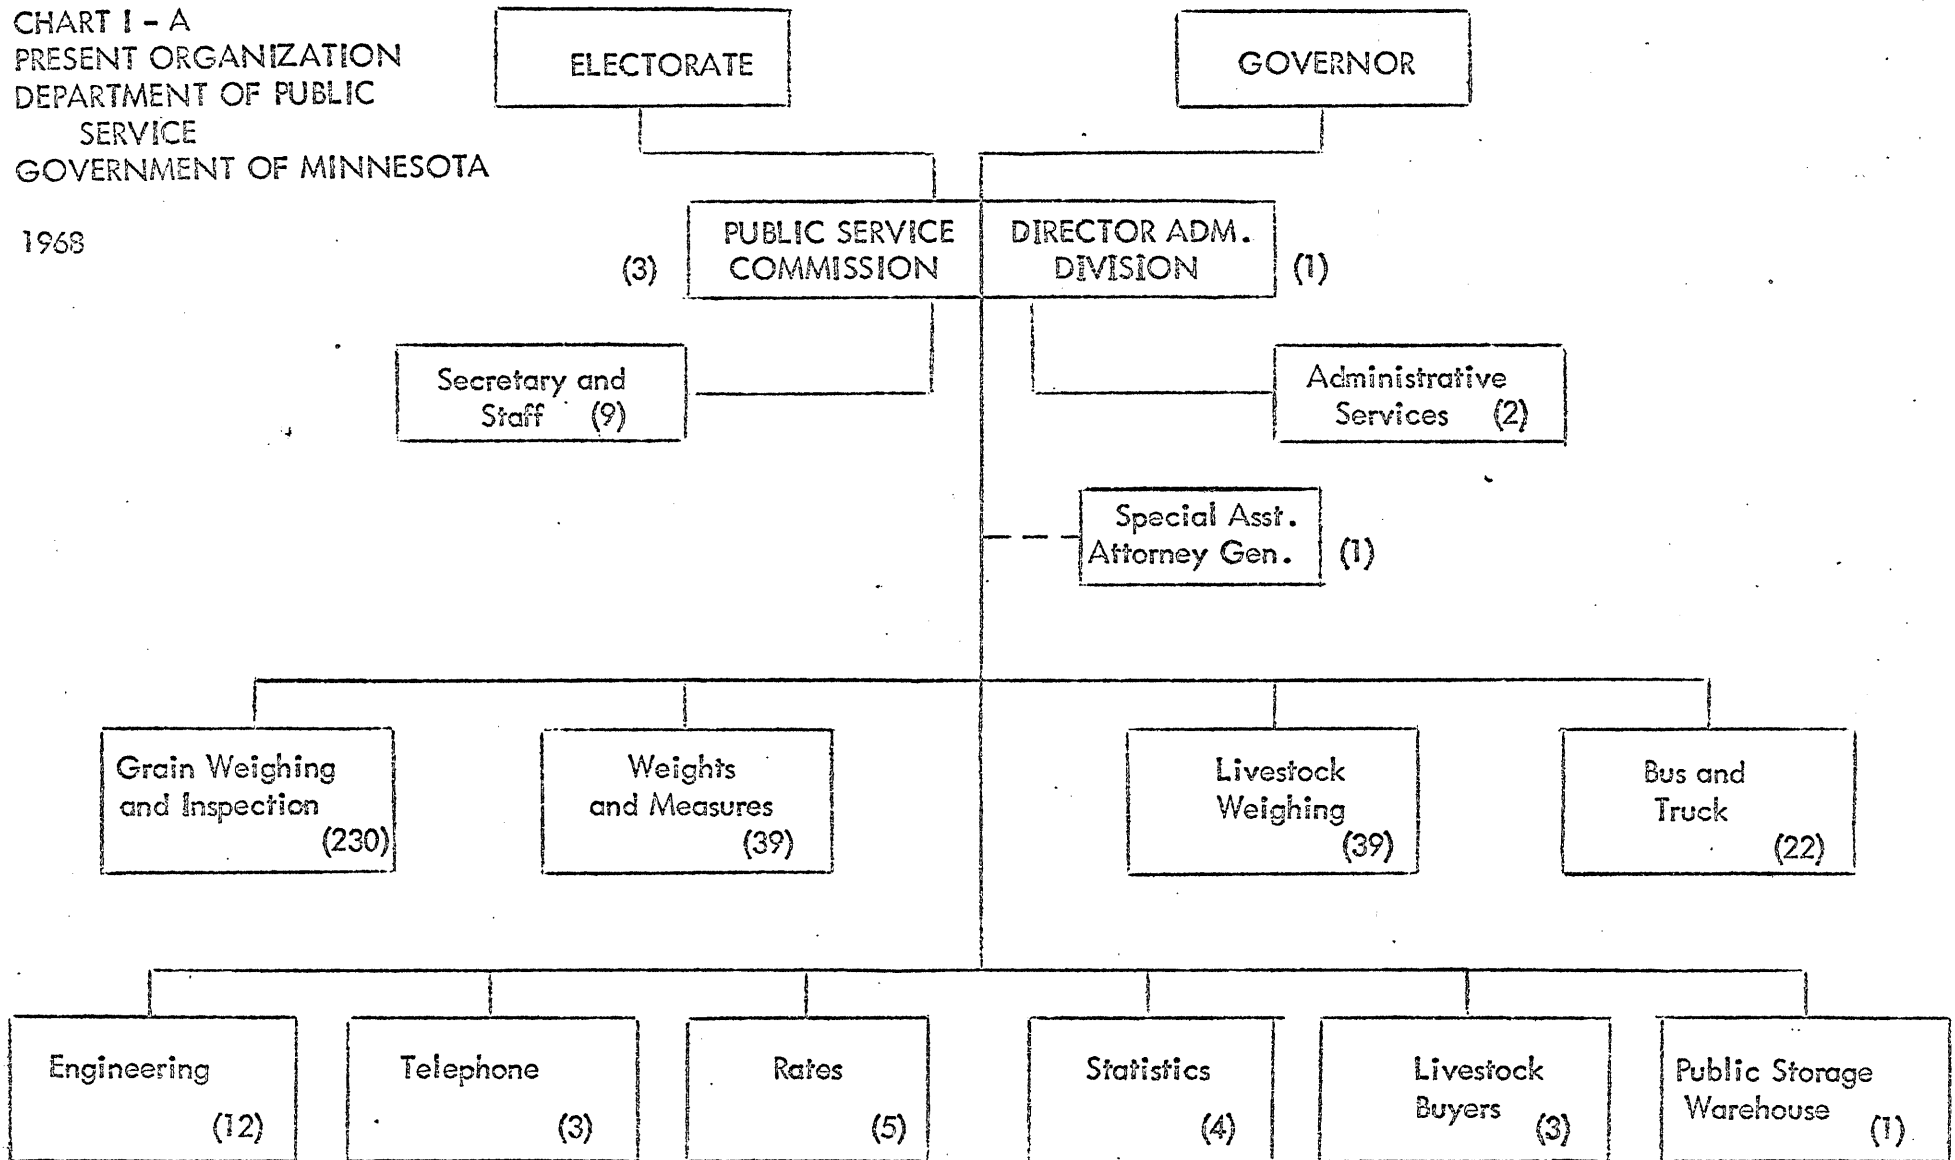 CHART I - A
PRESENT ORGANIZATION
DEPARTMENT OF PUBLIC
SERVICE
GOVERNMENT OF MINNESOTA
1968
ELECTORATE
GOVERNOR
PUBLIC SERVICE
COMMISSION
(3)
DIRECTOR ADM.
DIVISION
(1)
Secretary and
Staff (9)
Administrative
Services (2)
Special Asst.
Attorney Gen.
(1)
Grain Weighing
and Inspection
(230)
Weights
and Measures
(39)
Livestock
Weighing
(39)
Bus and
Truck
(22)
Engineering
(12)
Telephone
(3)
Rates
(5)
Statistics
(4)
Livestock
Buyers
(3)
Public Storage
Warehouse
(1)